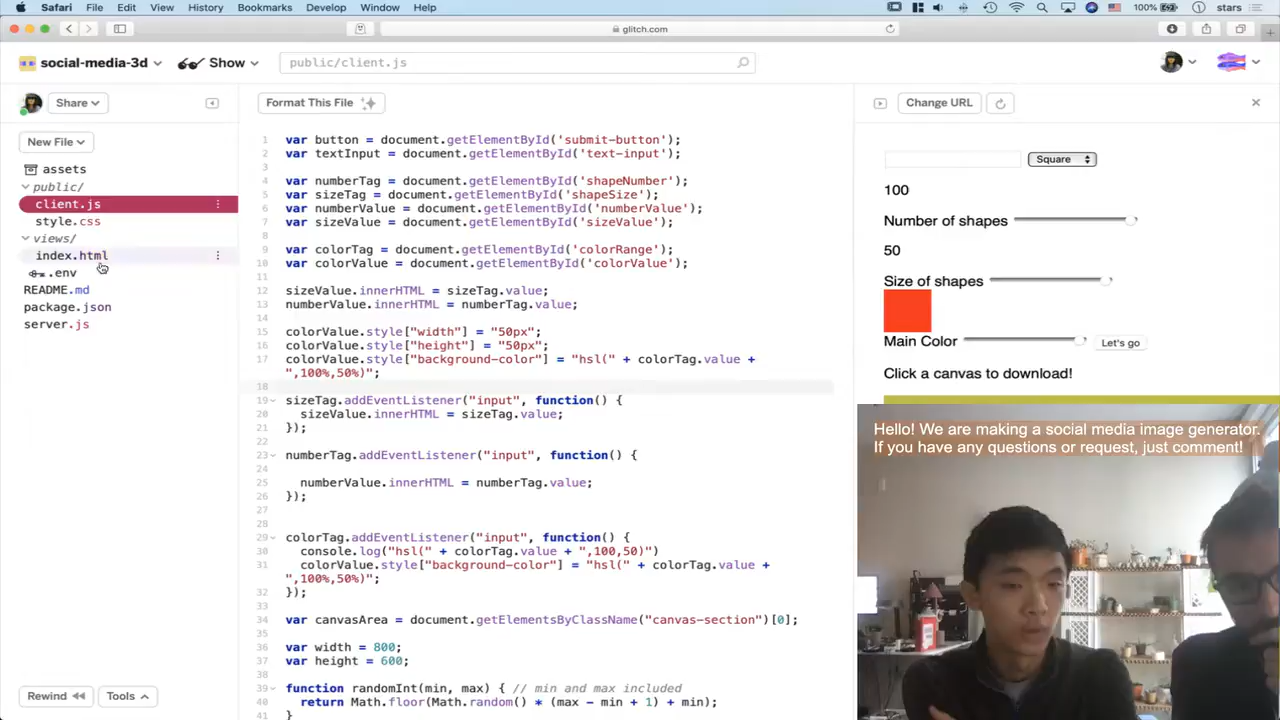 Safari File Edit View History Bookmarks Develop Window Help 100% stars
glitch.com
social-media-3d Show public/client.js
Share Format This File Change URL
New File
assets
public/
client.js
style.css
views/
index.html
.env
README.md
package.json
server.js
Rewind Tools
1 var button = document.getElementById('submit-button');
2 var textInput = document.getElementById('text-input');
3
4 var numberTag = document.getElementById('shapeNumber');
5 var sizeTag = document.getElementById('shapeSize');
6 var numberValue = document.getElementById('numberValue');
7 var sizeValue = document.getElementById('sizeValue');
8
9 var colorTag = document.getElementById('colorRange');
10 var colorValue = document.getElementById('colorValue');
11
12 sizeValue.innerHTML = sizeTag.value;
13 numberValue.innerHTML = numberTag.value;
14
15 colorValue.style["width"] = "50px";
16 colorValue.style["height"] = "50px";
17 colorValue.style["background-color"] = "hsl(" + colorTag.value +
",100%,50%)";
18
19 sizeTag.addEventListener("input", function() {
20 sizeValue.innerHTML = sizeTag.value;
21 });
22
23 numberTag.addEventListener("input", function() {
24
25 numberValue.innerHTML = numberTag.value;
26 });
27
28
29 colorTag.addEventListener("input", function() {
30 console.log("hsl(" + colorTag.value + ",100,50)")
31 colorValue.style["background-color"] = "hsl(" + colorTag.value +
",100%,50%)";
32 });
33
34 var canvasArea = document.getElementsByClassName("canvas-section")[0];
35
36 var width = 800;
37 var height = 600;
38
39 function randomInt(min, max) { // min and max included
40 return Math.floor(Math.random() * (max - min + 1) + min);
41 }
Square
100
Number of shapes
50
Size of shapes
Main Color Let's go
Click a canvas to download!
Hello! We are making a social media image generator.
If you have any questions or request, just comment!